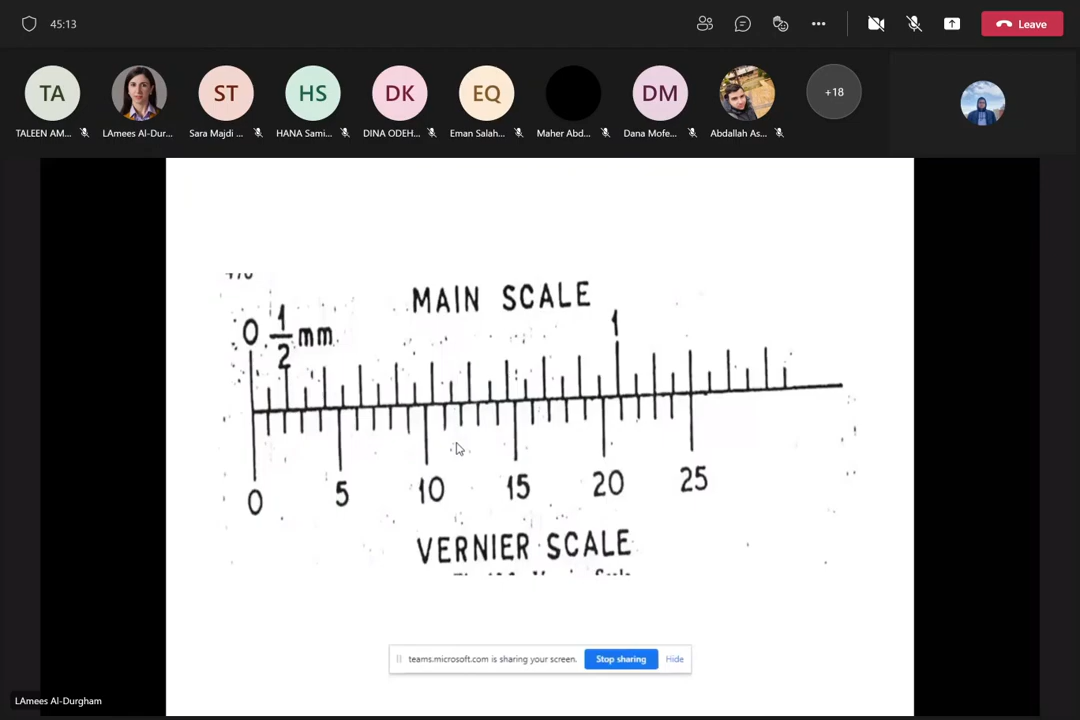 45:13
Leave
TA
ST
HS
DK
EQ
DM
+18
TALEEN AM...
LAmees Al-Dur...
Sara Majdi ...
HANA Sami...
DINA ODEH...
Eman Salah...
Maher Abd...
Dana Mofe...
Abdallah As...
MAIN SCALE
0 1/2 mm
1
0 5 10 15 20 25
VERNIER SCALE
teams.microsoft.com is sharing your screen.
Stop sharing
Hide
LAmees Al-Durgham